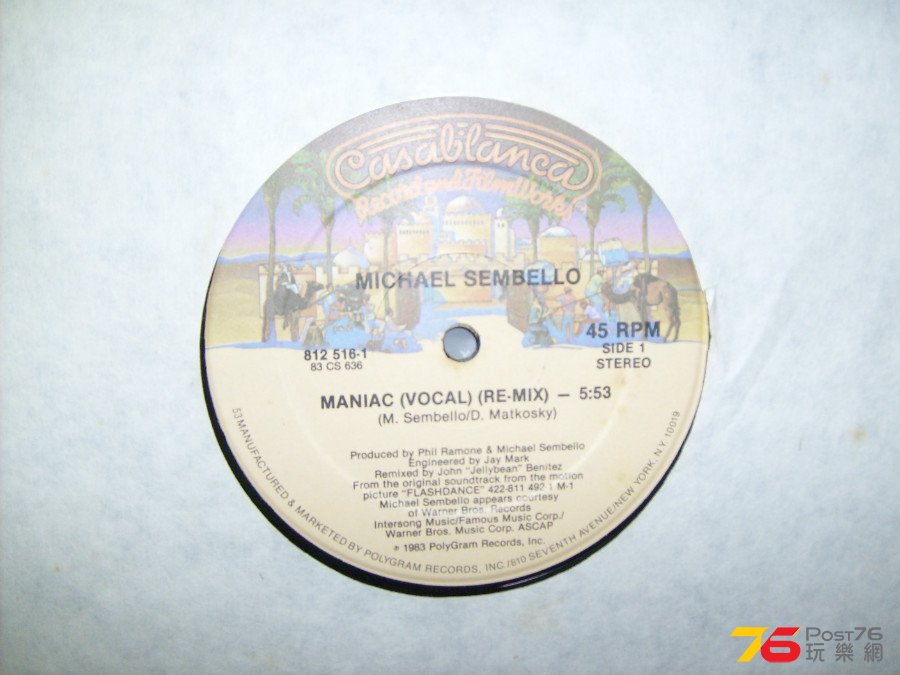 Casablanca
Record and FilmWorks
MICHAEL SEMBELLO
812 516-1
83 CS 636
45 RPM
SIDE 1
STEREO
MANIAC (VOCAL) (RE-MIX) — 5:53
(M. Sembello/D. Matkosky)
Produced by Phil Ramone & Michael Sembello
Engineered by Jay Mark
Remixed by John "Jellybean" Benitez
From the original soundtrack from the motion
picture "FLASHDANCE" 422-811 492 1 M-1
Michael Sembello appears courtesy
of Warner Bros. Records
Intersong Music/Famous Music Corp./
Warner Bros. Music Corp. ASCAP
℗ 1983 PolyGram Records, Inc.
53 MANUFACTURED & MARKETED BY POLYGRAM RECORDS, INC./810 SEVENTH AVENUE/NEW YORK, N.Y. 10019
76 Post76
玩樂網